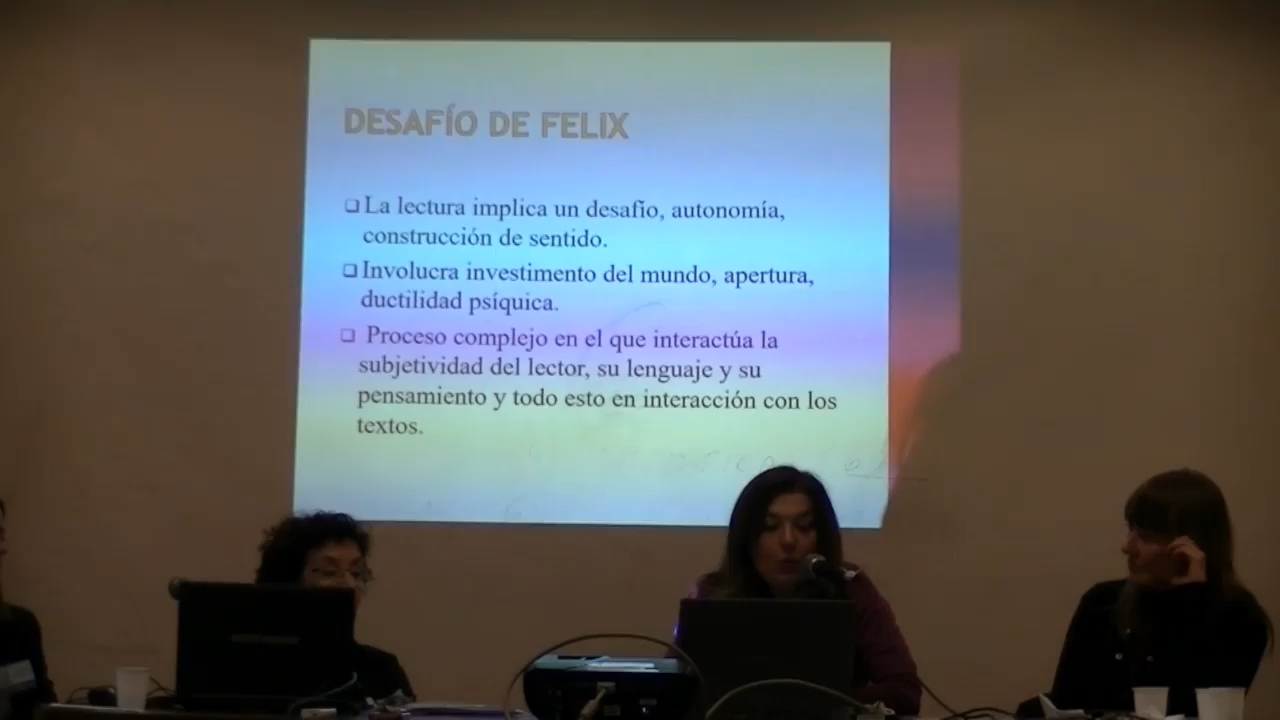 DESAFÍO DE FELIX
La lectura implica un desafío, autonomía,
construcción de sentido.
Involucra investimento del mundo, apertura,
ductilidad psíquica.
Proceso complejo en el que interactúa la
subjetividad del lector, su lenguaje y su
pensamiento y todo esto en interacción con los
textos.